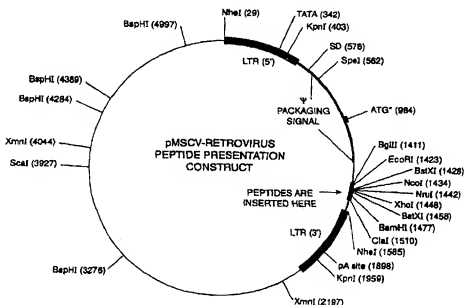 NheI (29)
TATA (342)
KpnI (403)
BspHI (4997)
LTR (5')
SD (576)
SpeI (562)
BspHI (4389)
BspHI (4284)
Ψ
PACKAGING
SIGNAL
ATG" (984)
XmnI (4044)
ScaI (3927)
pMSCV-RETROVIRUS
PEPTIDE PRESENTATION
CONSTRUCT
BglII (1411)
EcoRI (1423)
BstXI (1428)
NcoI (1434)
NruI (1442)
XhoI (1448)
BstXI (1458)
BamHI (1477)
ClaI (1510)
NheI (1585)
PEPTIDES ARE
INSERTED HERE
LTR (3')
pA site (1898)
KpnI (1959)
BspHI (3276)
XmnI (2197)